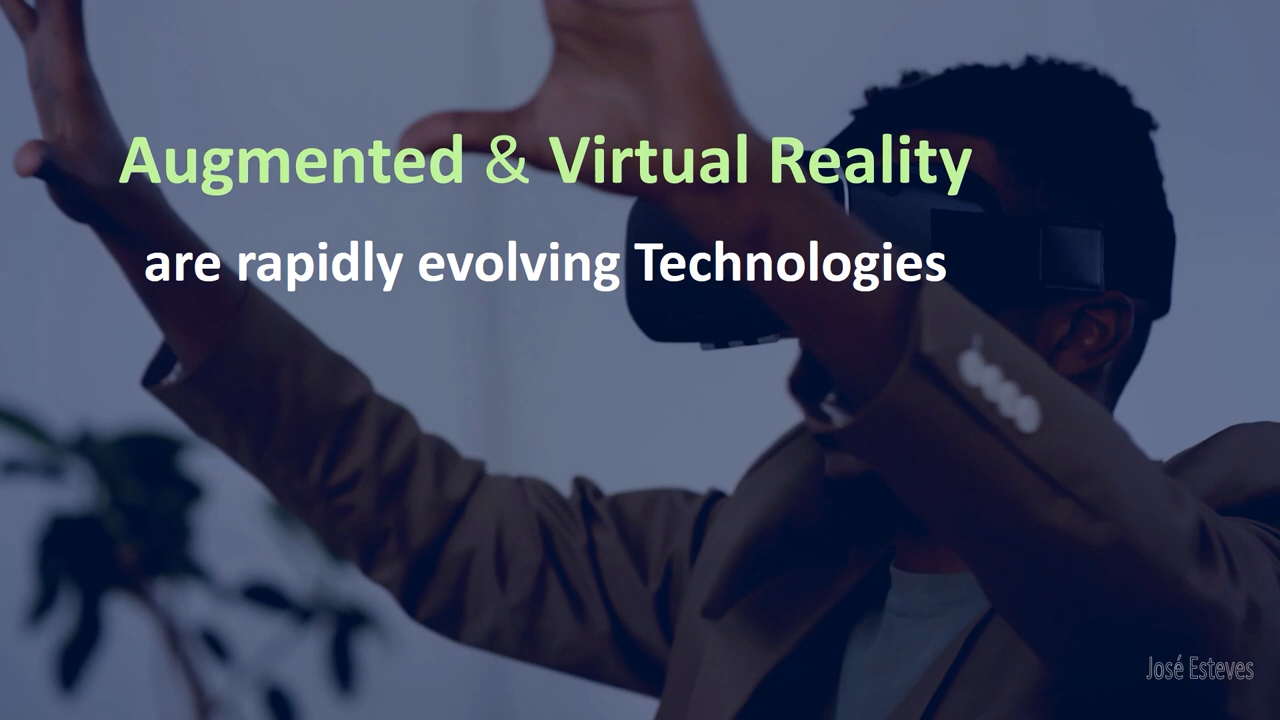 Augmented & Virtual Reality
are rapidly evolving Technologies
José Esteves